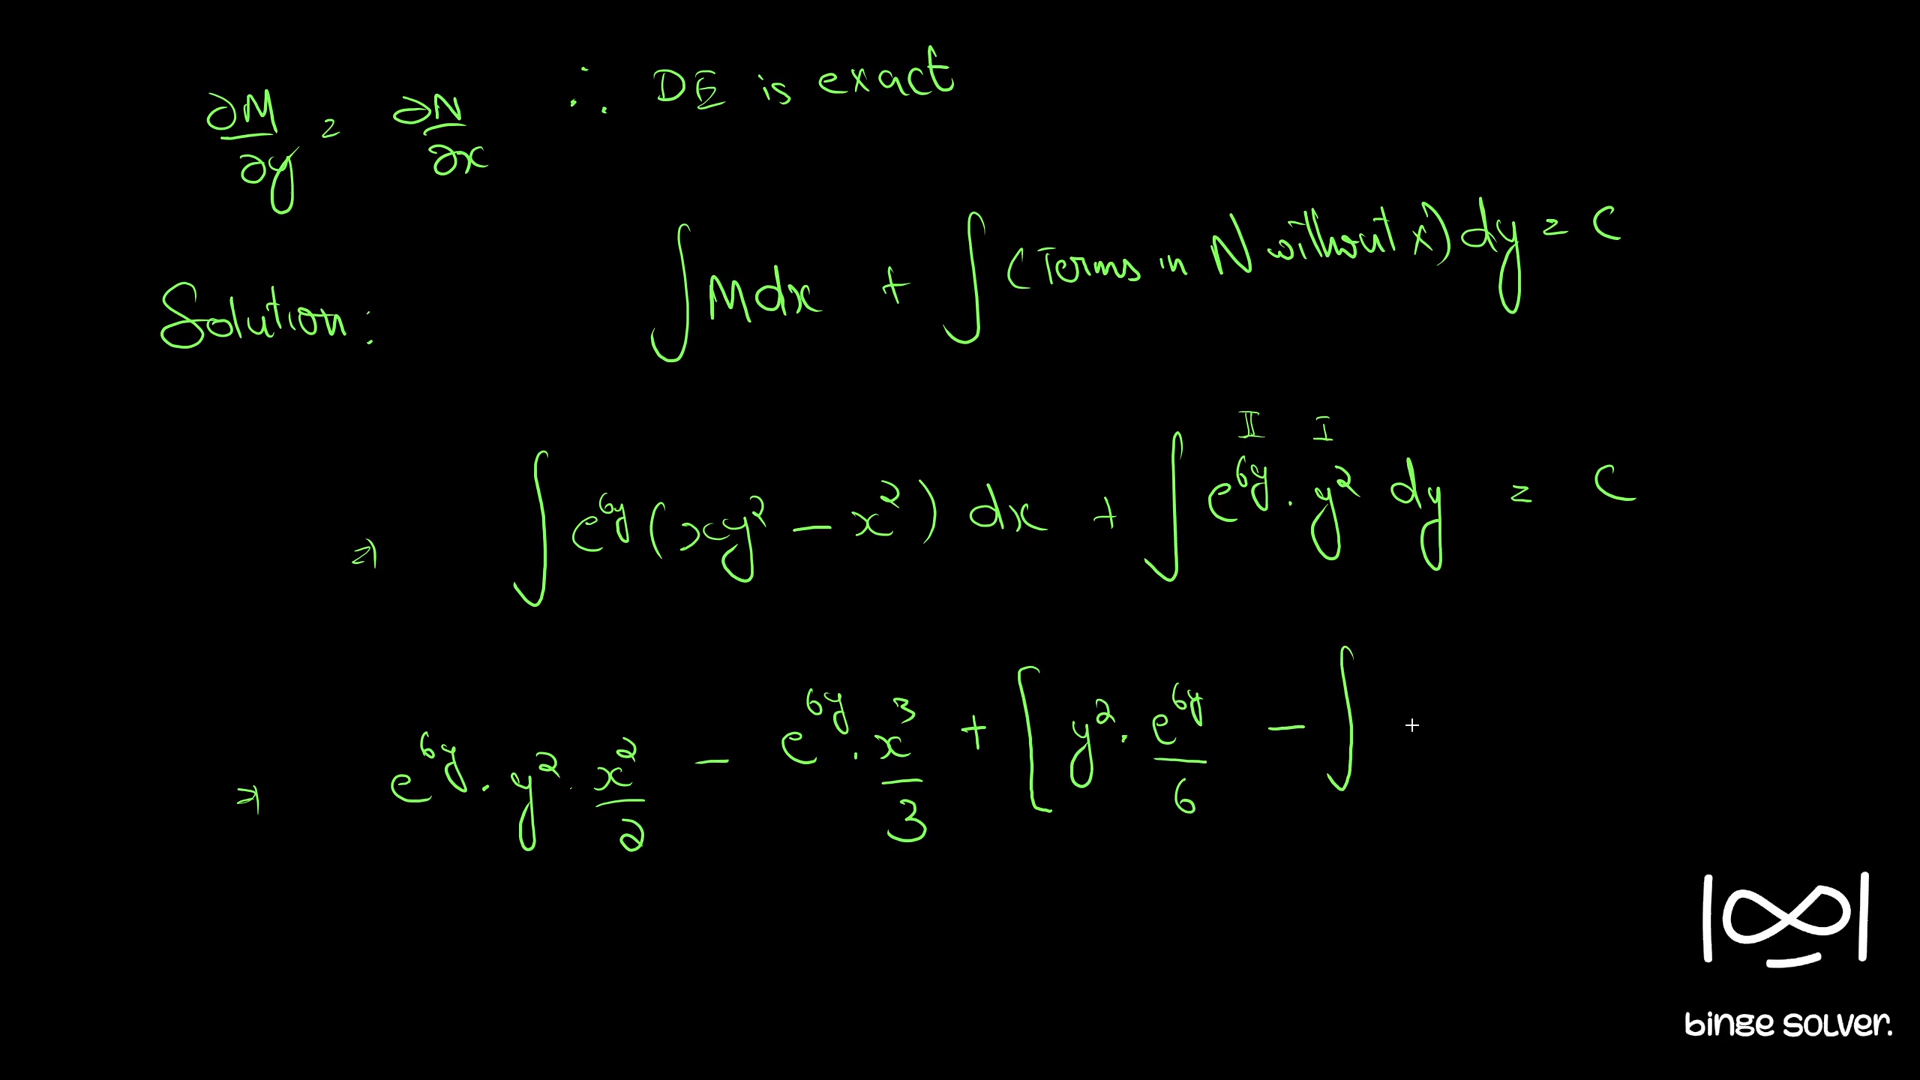 ∂M/∂y = ∂N/∂x ∴ DE is exact
Solution: ∫Mdx + ∫(Terms in N without x) dy = C
⇒ ∫e^{6y}(xy² − x²) dx + ∫ e^{6y} · y² dy = C
II I
⇒ e^{6y} · y² · x²/2 − e^{6y} · x³/3 + [y² · e^{6y}/6 − ∫
binge solver.